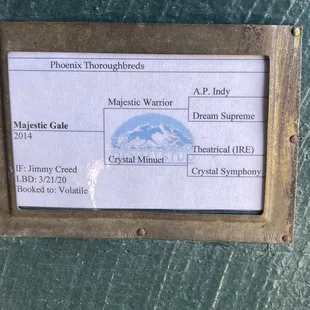 Phoenix Thoroughbreds
A.P. Indy
Majestic Warrior
Dream Supreme
Majestic Gale
2014
Theatrical (IRE)
Crystal Minuet
Crystal Symphony
IF: Jimmy Creed
LBD: 3/21/20
Booked to: Volatile